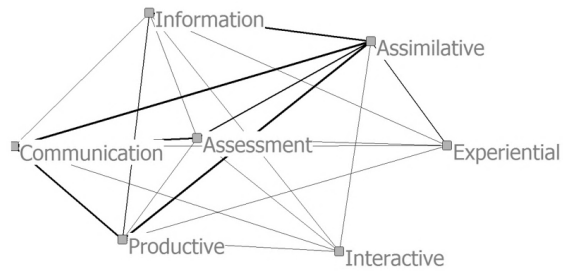 Information
Assimilative
Assessment
Communication
Experiential
Productive
Interactive